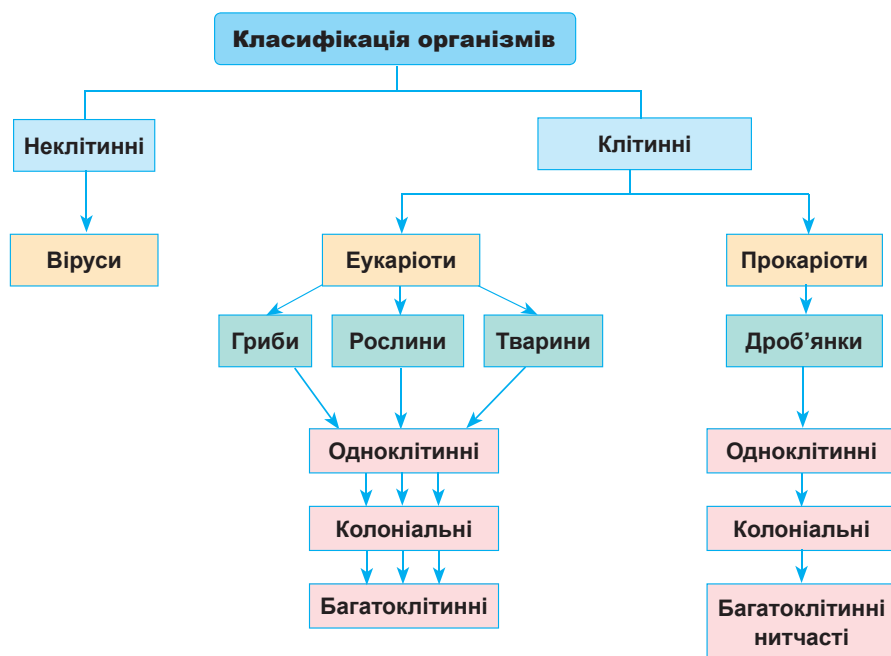 Класифікація організмів
Неклітинні
Клітинні
Віруси
Еукаріоти
Прокаріоти
Гриби
Рослини
Тварини
Дроб’янки
Одноклітинні
Одноклітинні
Колоніальні
Колоніальні
Багатоклітинні
Багатоклітинні
нитчасті